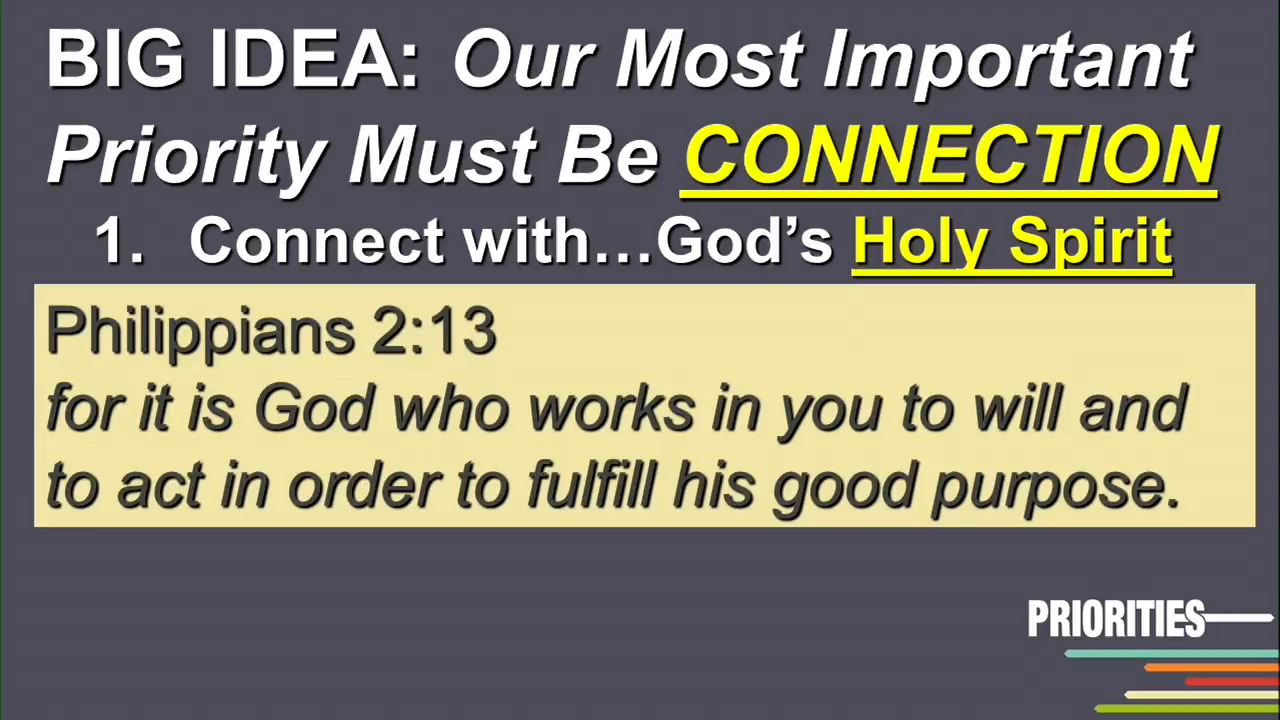 BIG IDEA: Our Most Important
Priority Must Be CONNECTION
1. Connect with…God’s Holy Spirit
Philippians 2:13
for it is God who works in you to will and
to act in order to fulfill his good purpose.
PRIORITIES